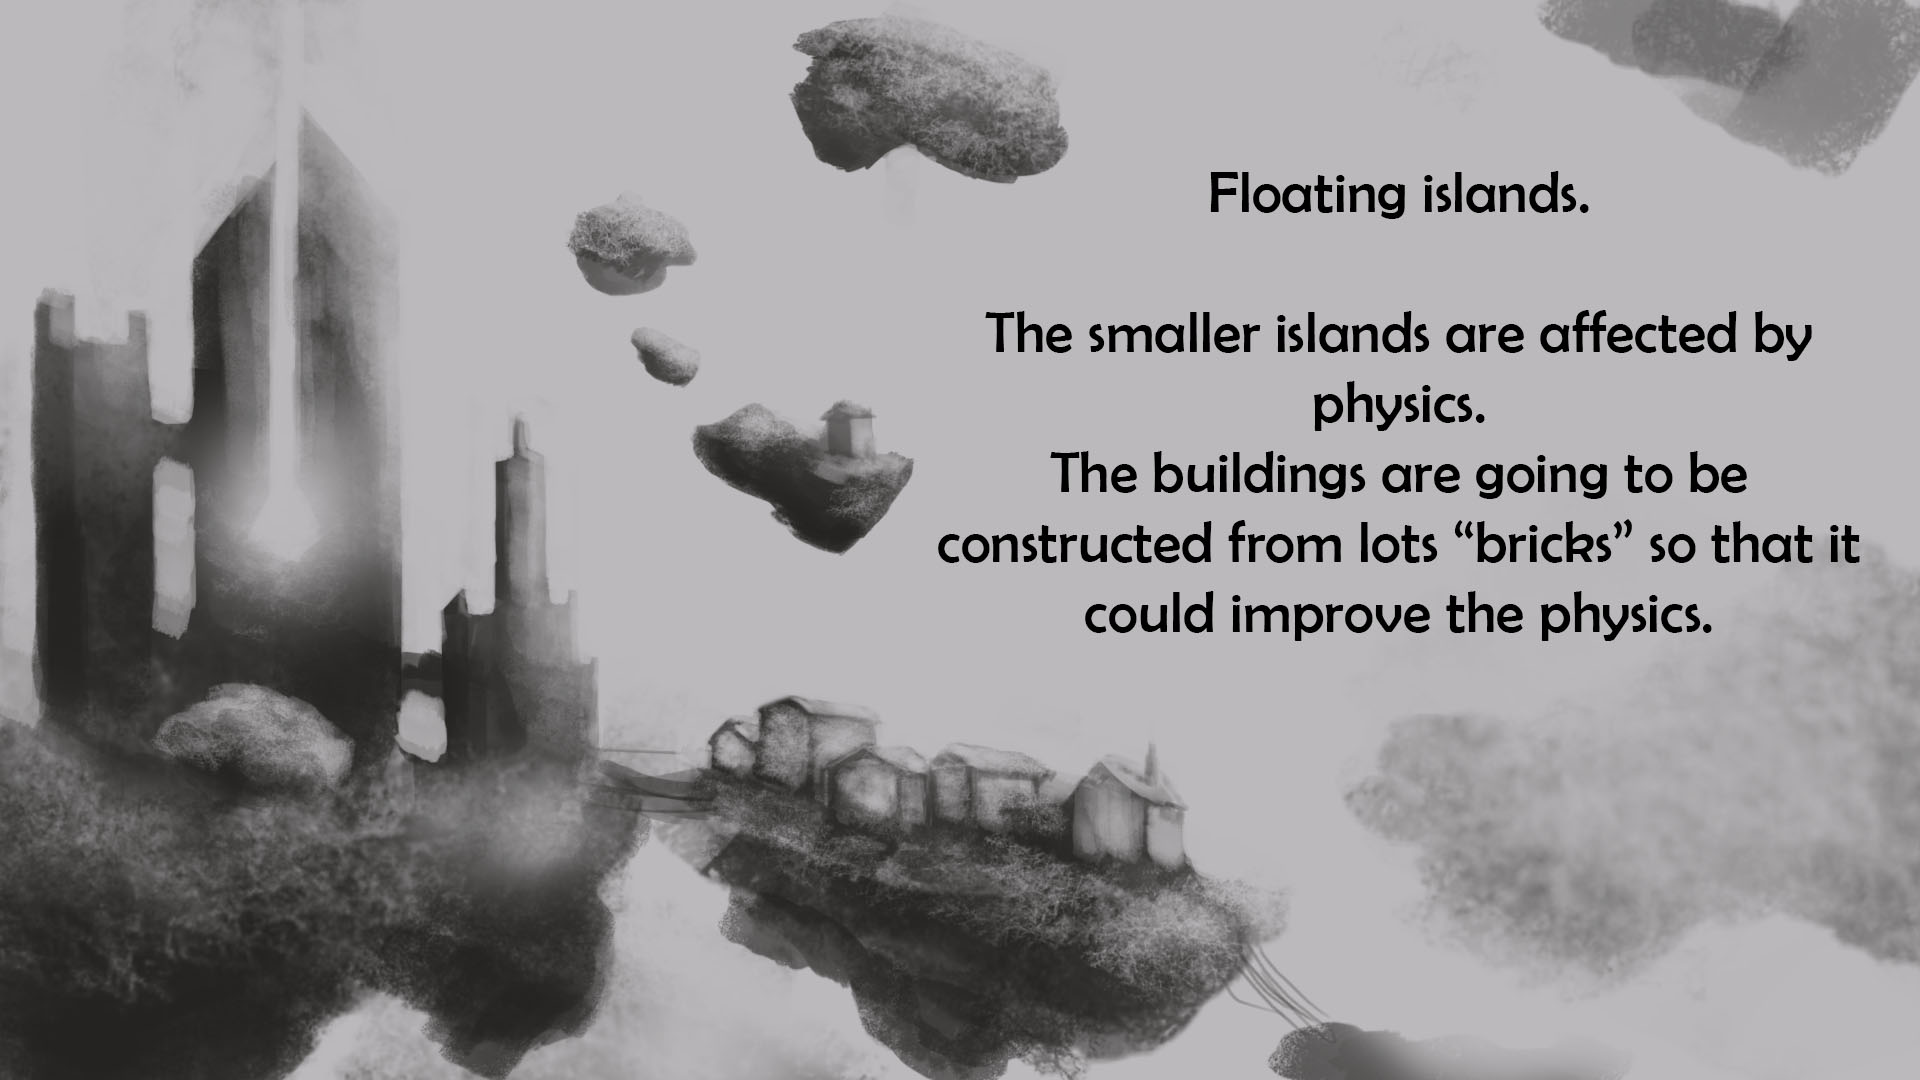 Floating islands.
The smaller islands are affected by
physics.
The buildings are going to be
constructed from lots “bricks” so that it
could improve the physics.